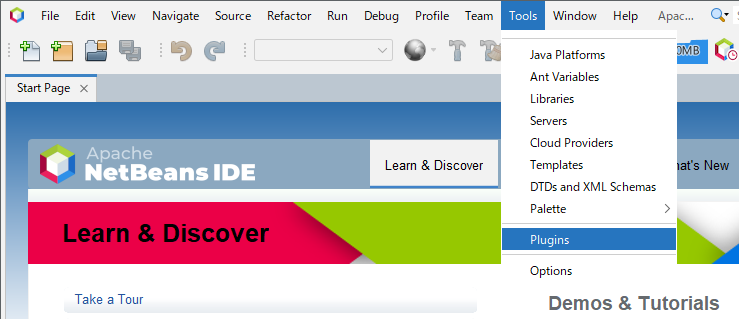 File Edit View Navigate Source Refactor Run Debug Profile Team Tools Window Help Apac...
0MB
Java Platforms
Ant Variables
Libraries
Servers
Cloud Providers
Templates
DTDs and XML Schemas
Palette
Plugins
Options
Start Page
Apache
NetBeans IDE
Learn & Discover
at's New
Learn & Discover
Take a Tour
Demos & Tutorials